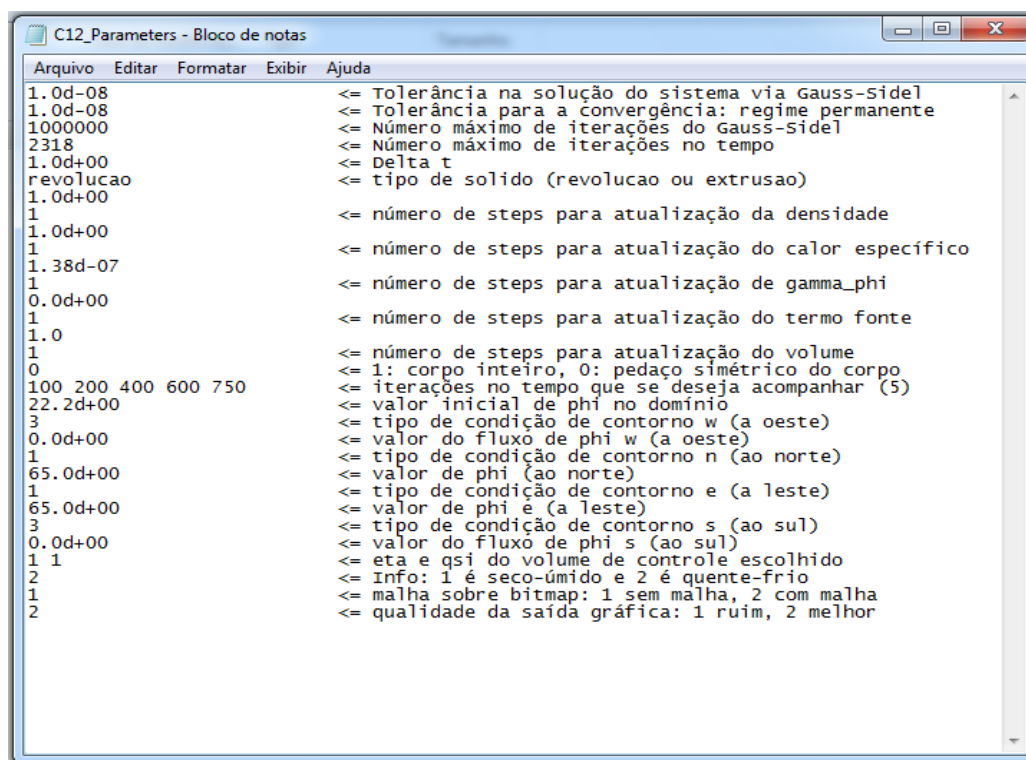 C12_Parameters - Bloco de notas
Arquivo Editar Formatar Exibir Ajuda
1.0d-08 <= Tolerância na solução do sistema via Gauss-Sidel
1.0d-08 <= Tolerância para a convergência: regime permanente
1000000 <= Número máximo de iterações do Gauss-Sidel
2318 <= Número máximo de iterações no tempo
1.0d+00 <= Delta t
revolucao <= tipo de solido (revolucao ou extrusao)
1.0d+00
1 <= número de steps para atualização da densidade
1.0d+00
1 <= número de steps para atualização do calor específico
1.38d-07
1 <= número de steps para atualização de gamma_phi
0.0d+00
1 <= número de steps para atualização do termo fonte
1.0
1 <= número de steps para atualização do volume
0 <= 1: corpo inteiro, 0: pedaço simétrico do corpo
100 200 400 600 750 <= iterações no tempo que se deseja acompanhar (5)
22.2d+00 <= valor inicial de phi no domínio
3 <= tipo de condição de contorno w (a oeste)
0.0d+00 <= valor do fluxo de phi w (a oeste)
1 <= tipo de condição de contorno n (ao norte)
65.0d+00 <= valor de phi (ao norte)
1 <= tipo de condição de contorno e (a leste)
65.0d+00 <= valor de phi e (a leste)
3 <= tipo de condição de contorno s (ao sul)
0.0d+00 <= valor do fluxo de phi s (ao sul)
1 1 <= eta e qsi do volume de controle escolhido
2 <= Info: 1 é seco-úmido e 2 é quente-frio
1 <= malha sobre bitmap: 1 sem malha, 2 com malha
2 <= qualidade da saída gráfica: 1 ruim, 2 melhor